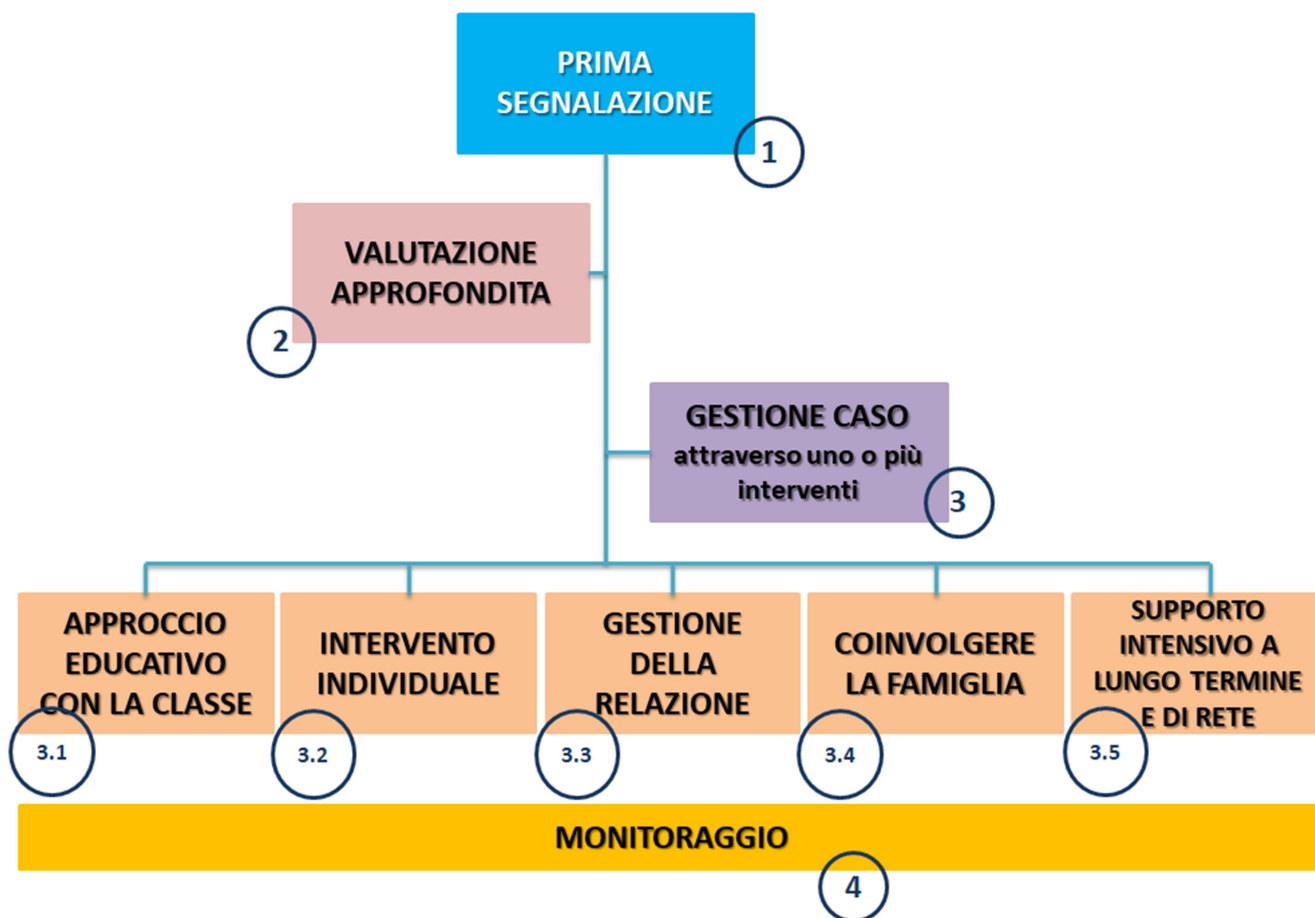 PRIMA
SEGNALAZIONE
1
VALUTAZIONE
APPROFONDITA
2
GESTIONE CASO
attraverso uno o più
interventi
3
APPROCCIO
EDUCATIVO
CON LA CLASSE
3.1
INTERVENTO
INDIVIDUALE
3.2
GESTIONE
DELLA
RELAZIONE
3.3
COINVOLGERE
LA FAMIGLIA
3.4
SUPPORTO
INTENSIVO A
LUNGO TERMINE
E DI RETE
3.5
MONITORAGGIO
4